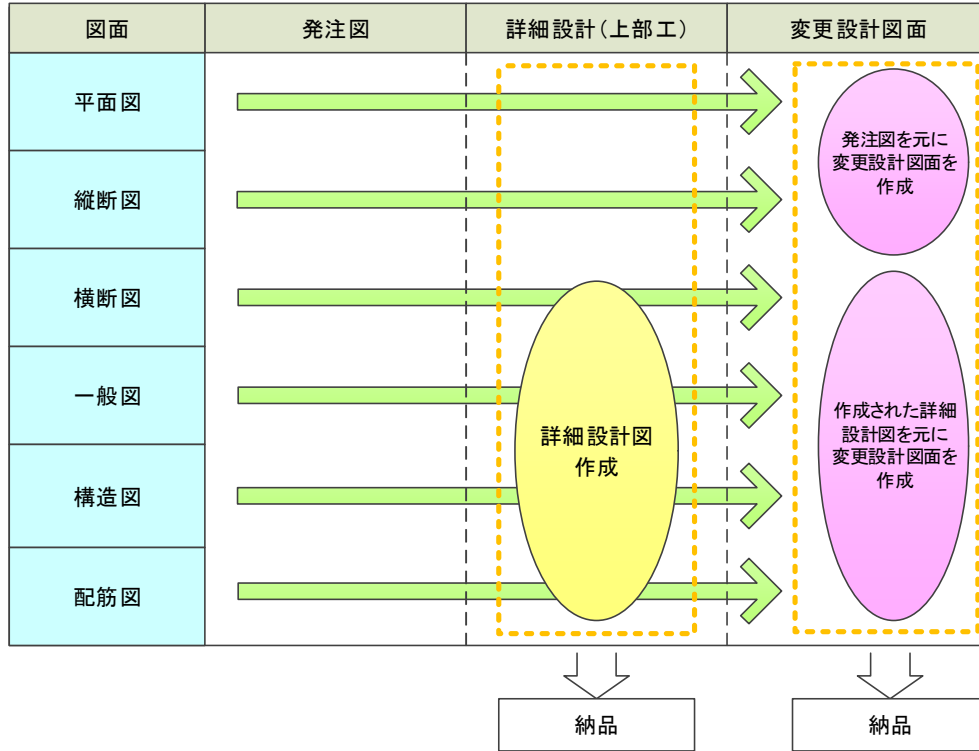 図面
発注図
詳細設計(上部工)
変更設計図面
平面図
縦断図
横断図
一般図
構造図
配筋図
詳細設計図
作成
発注図を元に
変更設計図面を
作成
作成された詳細
設計図を元に
変更設計図面を
作成
納品
納品